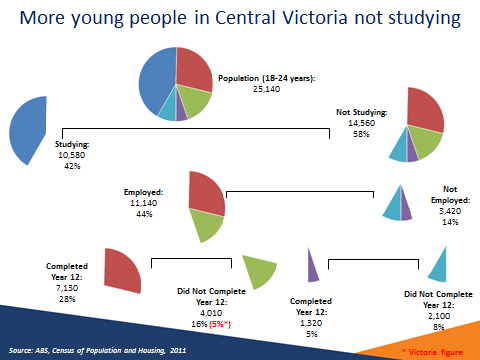 More young people in Central Victoria not studying
Population (18-24 years):
25,140
Studying:
10,580
42%
Not Studying:
14,560
58%
Employed:
11,140
44%
Not
Employed:
3,420
14%
Completed
Year 12:
7,130
28%
Did Not Complete
Year 12:
4,010
16% (5%*)
Completed
Year 12:
1,320
5%
Did Not Complete
Year 12:
2,100
8%
Source: ABS, Census of Population and Housing, 2011
* Victoria figure